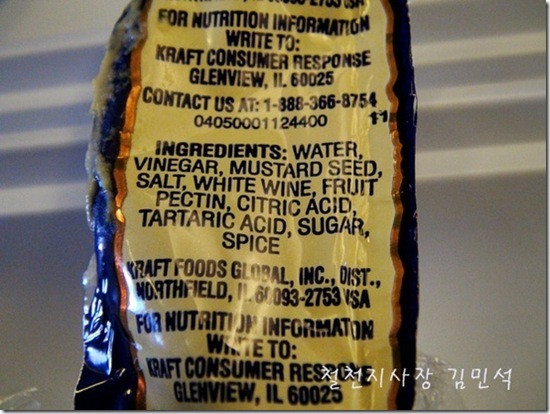 FOR NUTRITION INFORMATION
WRITE TO:
KRAFT CONSUMER RESPONSE
GLENVIEW, IL 60025
CONTACT US AT: 1-888-366-8754
04050001124400
INGREDIENTS: WATER,
VINEGAR, MUSTARD SEED,
SALT, WHITE WINE, FRUIT
PECTIN, CITRIC ACID,
TARTARIC ACID, SUGAR,
SPICE
KRAFT FOODS GLOBAL, INC., DIST.,
NORTHFIELD, IL 60093-2753 USA
FOR NUTRITION INFORMATION
WRITE TO:
KRAFT CONSUMER RESPONSE
GLENVIEW, IL 60025
철천지사장 김민석